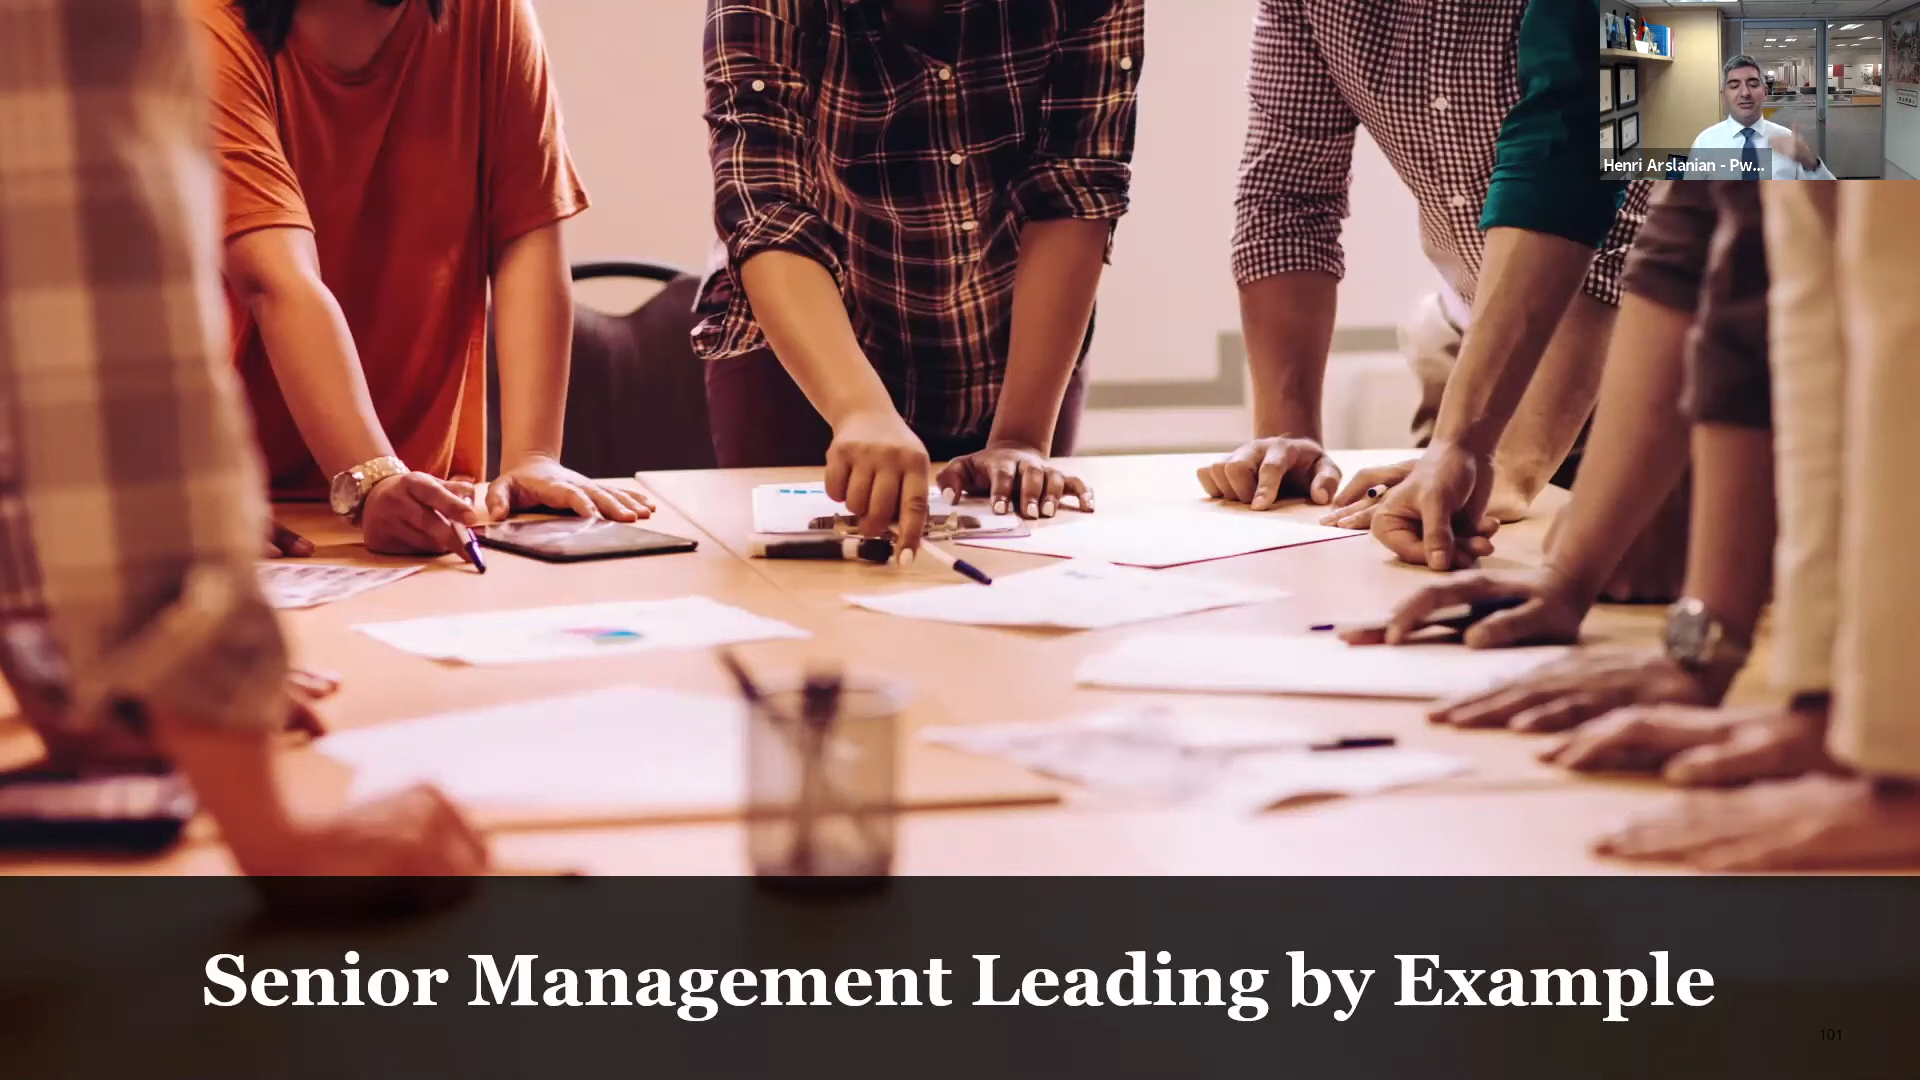 Henri Arslanian - Pw...
Senior Management Leading by Example
101